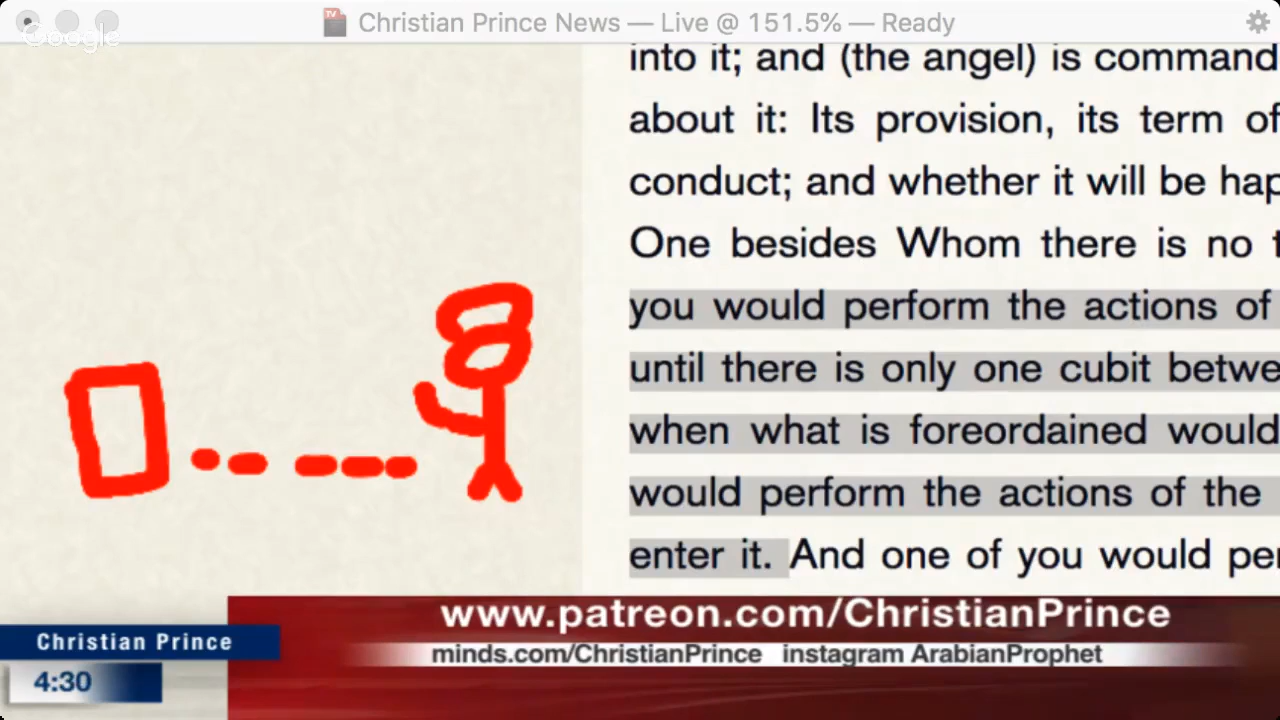 Christian Prince News — Live @ 151.5% — Ready
Google
into it; and (the angel) is command
about it: Its provision, its term of
conduct; and whether it will be hap
One besides Whom there is no t
you would perform the actions of
until there is only one cubit betwe
when what is foreordained would
would perform the actions of the
enter it. And one of you would per
www.patreon.com/ChristianPrince
Christian Prince
minds.com/ChristianPrince instagram ArabianProphet
4:30